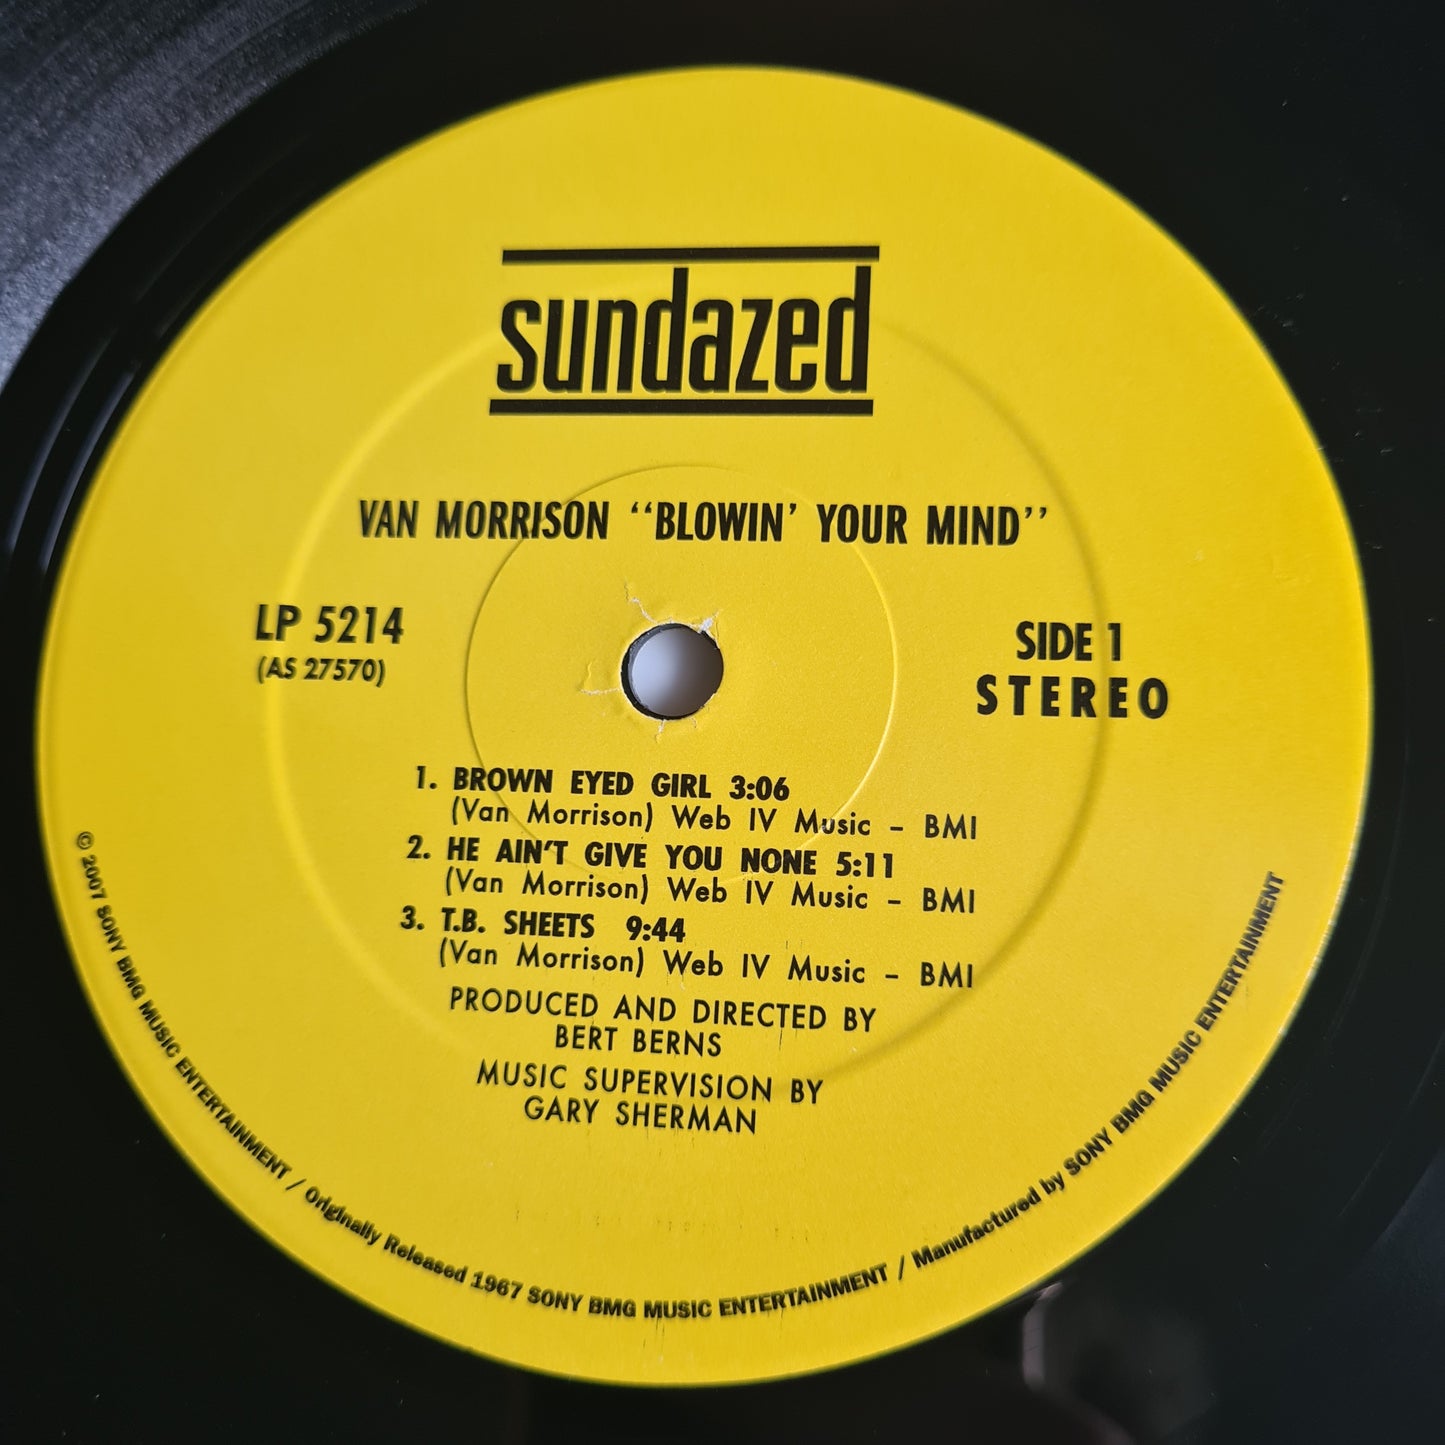 sundazed
VAN MORRISON “BLOWIN’ YOUR MIND”
LP 5214
(AS 27570)
SIDE 1
STEREO
1. BROWN EYED GIRL 3:06
(Van Morrison) Web IV Music – BMI
2. HE AIN’T GIVE YOU NONE 5:11
(Van Morrison) Web IV Music – BMI
3. T.B. SHEETS 9:44
(Van Morrison) Web IV Music – BMI
PRODUCED AND DIRECTED BY
BERT BERNS
MUSIC SUPERVISION BY
GARY SHERMAN
© 2007 SONY BMG MUSIC ENTERTAINMENT / Originally Released 1967 SONY BMG MUSIC ENTERTAINMENT / Manufactured by SONY BMG MUSIC ENTERTAINMENT